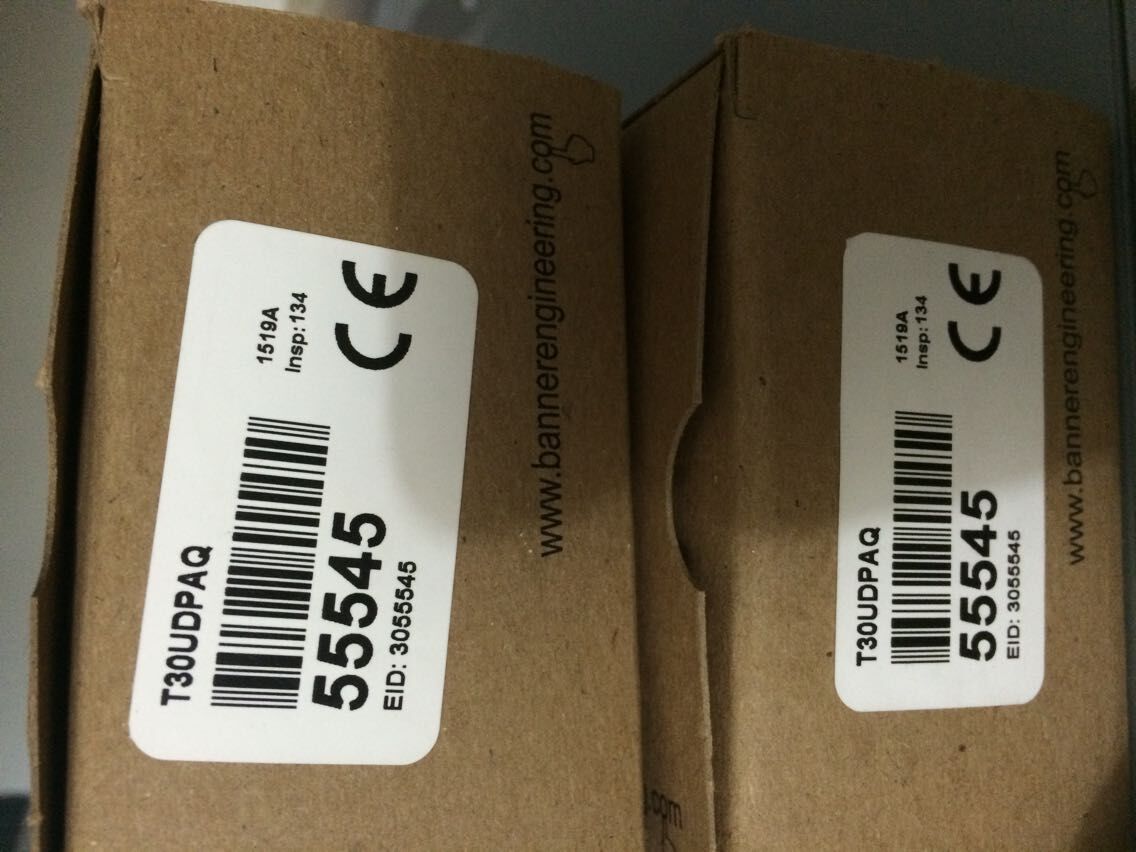 T30UDPAQ
1519A
Insp: 134
55545
EID: 3055545
CE
www.bannerengineering.com
T30UDPAQ
1519A
Insp: 134
55545
EID: 3055545
CE
www.bannerengineering.com
.com